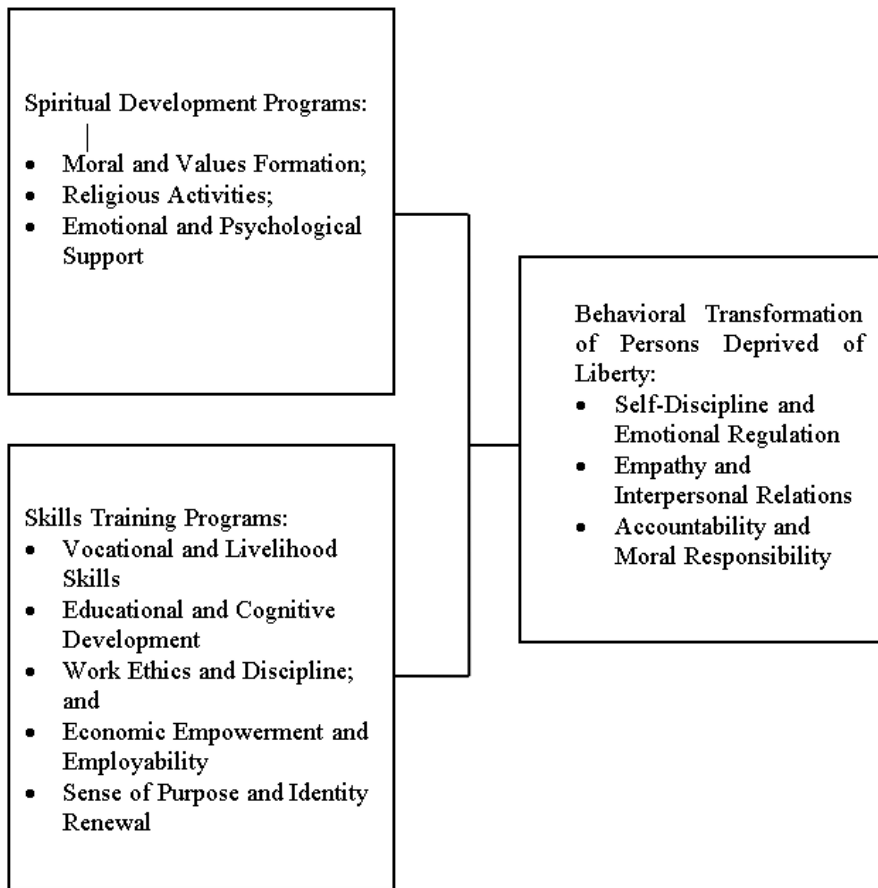 Spiritual Development Programs:
• Moral and Values Formation;
• Religious Activities;
• Emotional and Psychological
Support
Skills Training Programs:
• Vocational and Livelihood
Skills
• Educational and Cognitive
Development
• Work Ethics and Discipline;
and
• Economic Empowerment and
Employability
• Sense of Purpose and Identity
Renewal
Behavioral Transformation
of Persons Deprived of
Liberty:
• Self-Discipline and
Emotional Regulation
• Empathy and
Interpersonal Relations
• Accountability and
Moral Responsibility